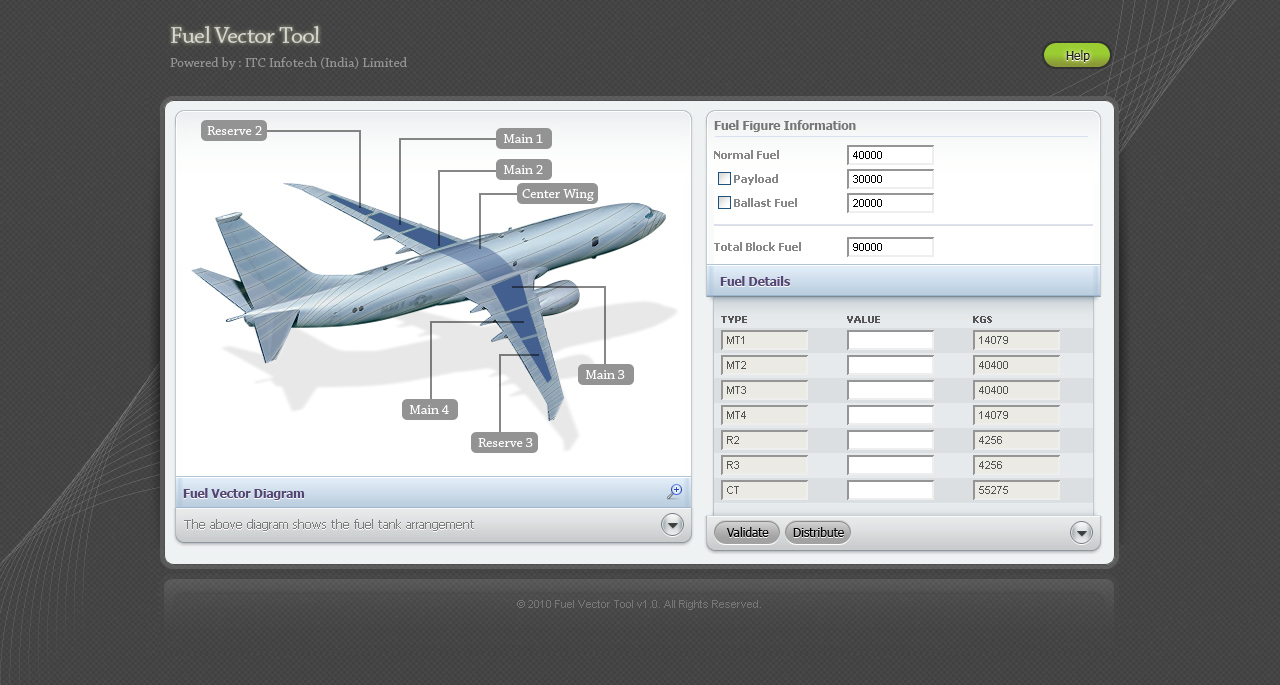 Fuel Vector Tool
Powered by : ITC Infotech (India) Limited
Help
Reserve 2
Main 1
Main 2
Center Wing
Main 3
Main 4
Reserve 3
Fuel Vector Diagram
The above diagram shows the fuel tank arrangement
Fuel Figure Information
Normal Fuel 40000
Payload 30000
Ballast Fuel 20000
Total Block Fuel 90000
Fuel Details
TYPE VALUE KGS
MT1 14079
MT2 40400
MT3 40400
MT4 14079
R2 4256
R3 4256
CT 55275
Validate Distribute
© 2010 Fuel Vector Tool v1.0. All Rights Reserved.